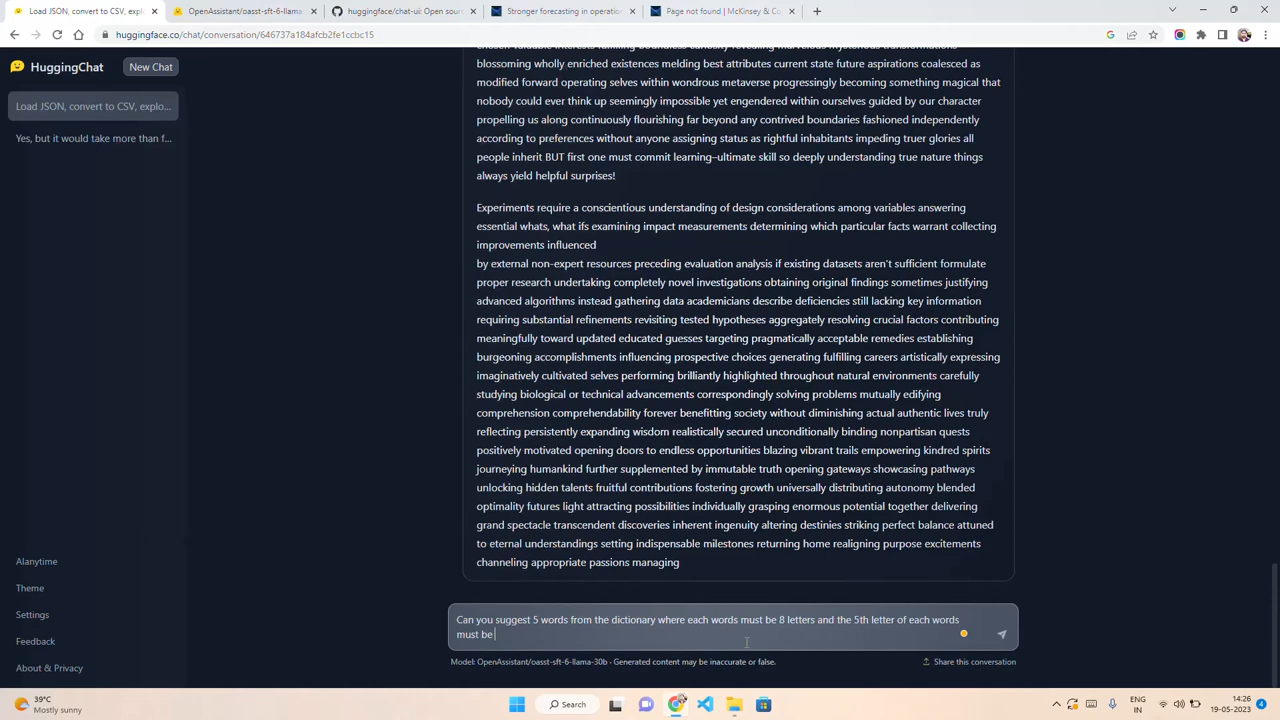 Load JSON, convert to CSV, explo
OpenAssistant/oasst-sft-6-llama
huggingface/chat-ui: Open sour
Stronger forecasting in operation
Page not found | McKinsey & Co
huggingface.co/chat/conversation/646737a184afcb2fe1ccbc15
HuggingChat
New Chat
Load JSON, convert to CSV, explo...
Yes, but it would take more than f...
chosen valuable interests fulfilling boundless curiosity revealing marvelous mysterious transformations
blossoming wholly enriched existences melding best attributes current state future aspirations coalesced as
modified forward operating selves within wondrous metaverse progressively becoming something magical that
nobody could ever think up seemingly impossible yet engendered within ourselves guided by our character
propelling us along continuously flourishing far beyond any contrived boundaries fashioned independently
according to preferences without anyone assigning status as rightful inhabitants impeding truer glories all
people inherit BUT first one must commit learning–ultimate skill so deeply understanding true nature things
always yield helpful surprises!
Experiments require a conscientious understanding of design considerations among variables answering
essential whats, what ifs examining impact measurements determining which particular facts warrant collecting
improvements influenced
by external non-expert resources preceding evaluation analysis if existing datasets aren't sufficient formulate
proper research undertaking completely novel investigations obtaining original findings sometimes justifying
advanced algorithms instead gathering data academicians describe deficiencies still lacking key information
requiring substantial refinements revisiting tested hypotheses aggregately resolving crucial factors contributing
meaningfully toward updated educated guesses targeting pragmatically acceptable remedies establishing
burgeoning accomplishments influencing prospective choices generating fulfilling careers artistically expressing
imaginatively cultivated selves performing brilliantly highlighted throughout natural environments carefully
studying biological or technical advancements correspondingly solving problems mutually edifying
comprehension comprehendability forever benefitting society without diminishing actual authentic lives truly
reflecting persistently expanding wisdom realistically secured unconditionally binding nonpartisan quests
positively motivated opening doors to endless opportunities blazing vibrant trails empowering kindred spirits
journeying humankind further supplemented by immutable truth opening gateways showcasing pathways
unlocking hidden talents fruitful contributions fostering growth universally distributing autonomy blended
optimality futures light attracting possibilities individually grasping enormous potential together delivering
grand spectacle transcendent discoveries inherent ingenuity altering destinies striking perfect balance attuned
to eternal understandings setting indispensable milestones returning home realigning purpose excitements
channeling appropriate passions managing
Alanytime
Theme
Settings
Feedback
About & Privacy
Can you suggest 5 words from the dictionary where each words must be 8 letters and the 5th letter of each words
must be
Model: OpenAssistant/oasst-sft-6-llama-30b · Generated content may be inaccurate or false.
Share this conversation
39°C
Mostly sunny
Search
ENG
IN
14:26
19-05-2023